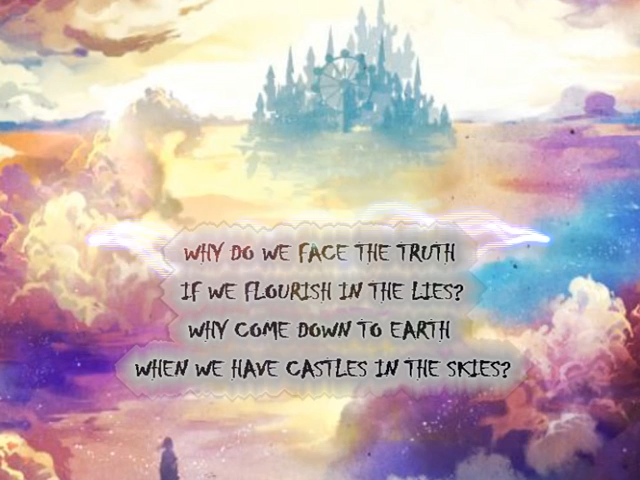 WHY DO WE FACE THE TRUTH
IF WE FLOURISH IN THE LIES?
WHY COME DOWN TO EARTH
WHEN WE HAVE CASTLES IN THE SKIES?